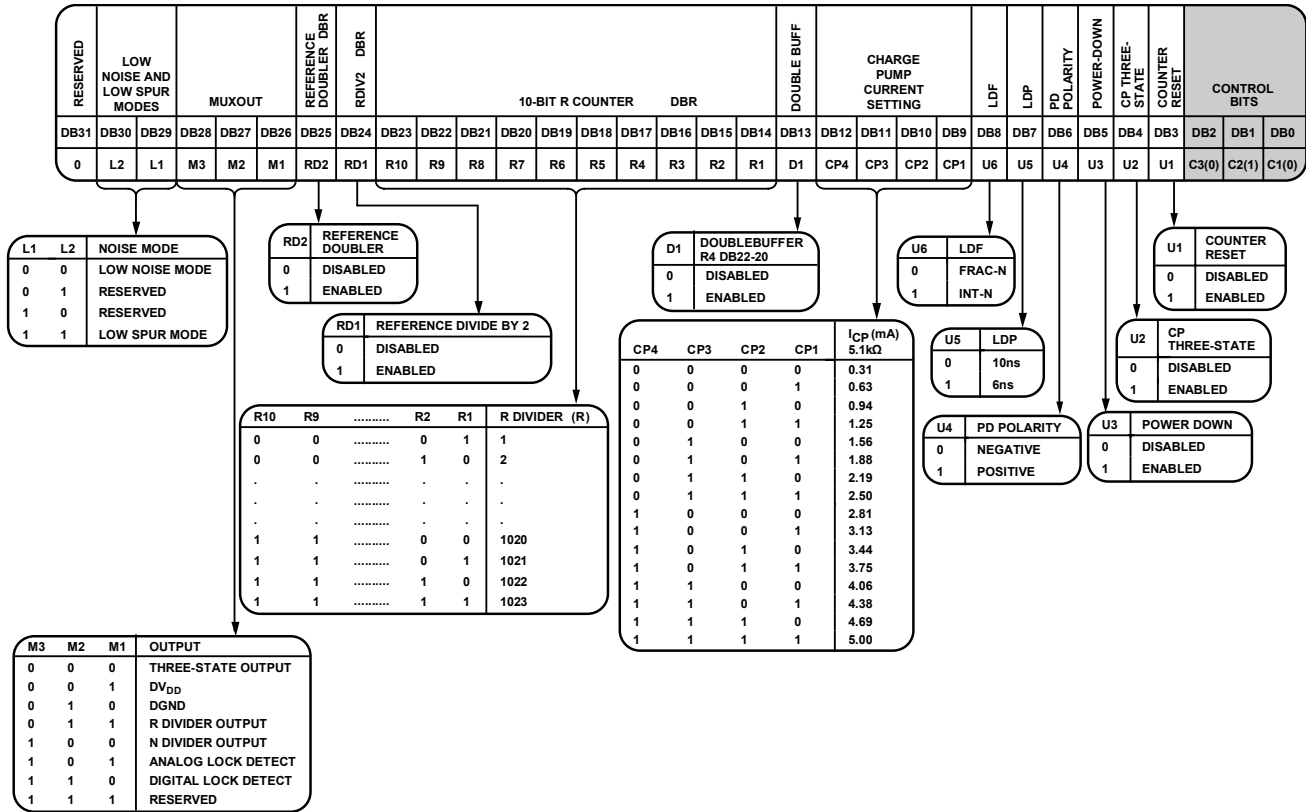 RESERVED
LOW
NOISE AND
LOW SPUR
MODES
MUXOUT
REFERENCE
DOUBLER DBR
RDIV2 DBR
10-BIT R COUNTER DBR
DOUBLE BUFF
CHARGE
PUMP
CURRENT
SETTING
LDF
LDP
PD
POLARITY
POWER-DOWN
CP THREE-
STATE
COUNTER
RESET
CONTROL
BITS
DB31 DB30 DB29 DB28 DB27 DB26 DB25 DB24 DB23 DB22 DB21 DB20 DB19 DB18 DB17 DB16 DB15 DB14 DB13 DB12 DB11 DB10 DB9 DB8 DB7 DB6 DB5 DB4 DB3 DB2 DB1 DB0
0 L2 L1 M3 M2 M1 RD2 RD1 R10 R9 R8 R7 R6 R5 R4 R3 R2 R1 D1 CP4 CP3 CP2 CP1 U6 U5 U4 U3 U2 U1 C3(0) C2(1) C1(0)
L1 L2 NOISE MODE
0 0 LOW NOISE MODE
0 1 RESERVED
1 0 RESERVED
1 1 LOW SPUR MODE
RD2 REFERENCE
DOUBLER
0 DISABLED
1 ENABLED
RD1 REFERENCE DIVIDE BY 2
0 DISABLED
1 ENABLED
R10 R9 .......... R2 R1 R DIVIDER (R)
0 0 .......... 0 1 1
0 0 .......... 1 0 2
. . .......... . . .
. . .......... . . .
. . .......... . . .
1 1 .......... 0 0 1020
1 1 .......... 0 1 1021
1 1 .......... 1 0 1022
1 1 .......... 1 1 1023
D1 DOUBLEBUFFER
R4 DB22-20
0 DISABLED
1 ENABLED
ICP (mA)
CP4 CP3 CP2 CP1 5.1kΩ
0 0 0 0 0.31
0 0 0 1 0.63
0 0 1 0 0.94
0 0 1 1 1.25
0 1 0 0 1.56
0 1 0 1 1.88
0 1 1 0 2.19
0 1 1 1 2.50
1 0 0 0 2.81
1 0 0 1 3.13
1 0 1 0 3.44
1 0 1 1 3.75
1 1 0 0 4.06
1 1 0 1 4.38
1 1 1 0 4.69
1 1 1 1 5.00
U6 LDF
0 FRAC-N
1 INT-N
U5 LDP
0 10ns
1 6ns
U4 PD POLARITY
0 NEGATIVE
1 POSITIVE
U1 COUNTER
RESET
0 DISABLED
1 ENABLED
U2 CP
THREE-STATE
0 DISABLED
1 ENABLED
U3 POWER DOWN
0 DISABLED
1 ENABLED
M3 M2 M1 OUTPUT
0 0 0 THREE-STATE OUTPUT
0 0 1 DVDD
0 1 0 DGND
0 1 1 R DIVIDER OUTPUT
1 0 0 N DIVIDER OUTPUT
1 0 1 ANALOG LOCK DETECT
1 1 0 DIGITAL LOCK DETECT
1 1 1 RESERVED